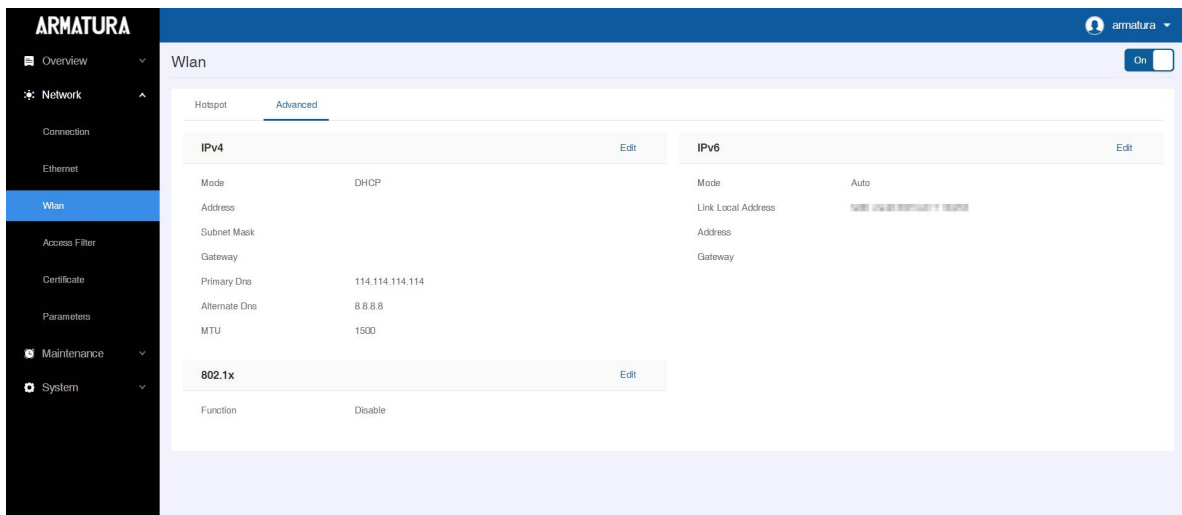 ARMATURA
armatura
Overview
Network
Connection
Ethernet
Wlan
Access Filter
Certificate
Parameters
Maintenance
System
Wlan
On
Hotspot Advanced
IPv4 Edit
Mode DHCP
Address
Subnet Mask
Gateway
Primary Dns 114.114.114.114
Alternate Dns 8.8.8.8
MTU 1500
IPv6 Edit
Mode Auto
Link Local Address
Address
Gateway
802.1x Edit
Function Disable